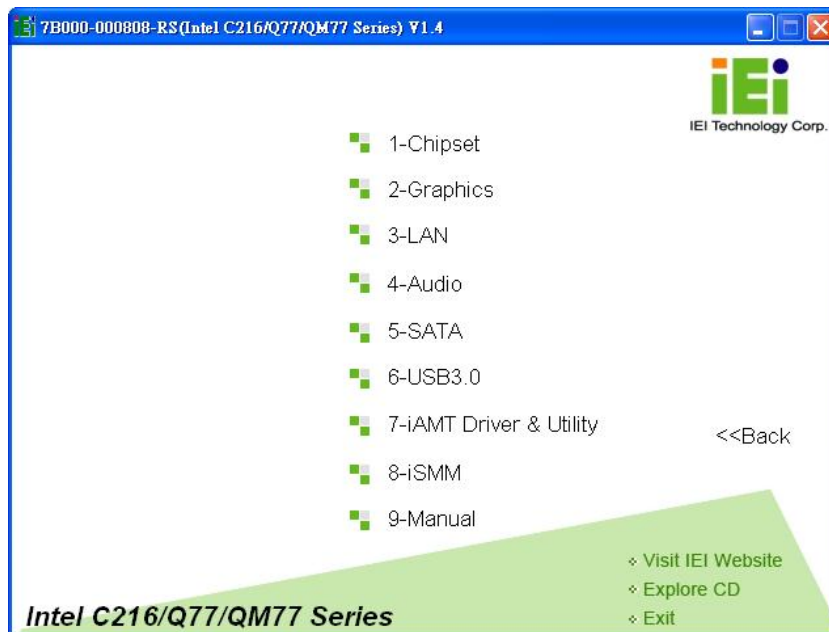 7B000-000808-RS(Intel C216/Q77/QM77 Series) V1.4
iEi
IEI Technology Corp.
1-Chipset
2-Graphics
3-LAN
4-Audio
5-SATA
6-USB3.0
7-iAMT Driver & Utility
<<Back
8-iSMM
9-Manual
Visit IEI Website
Explore CD
Exit
Intel C216/Q77/QM77 Series